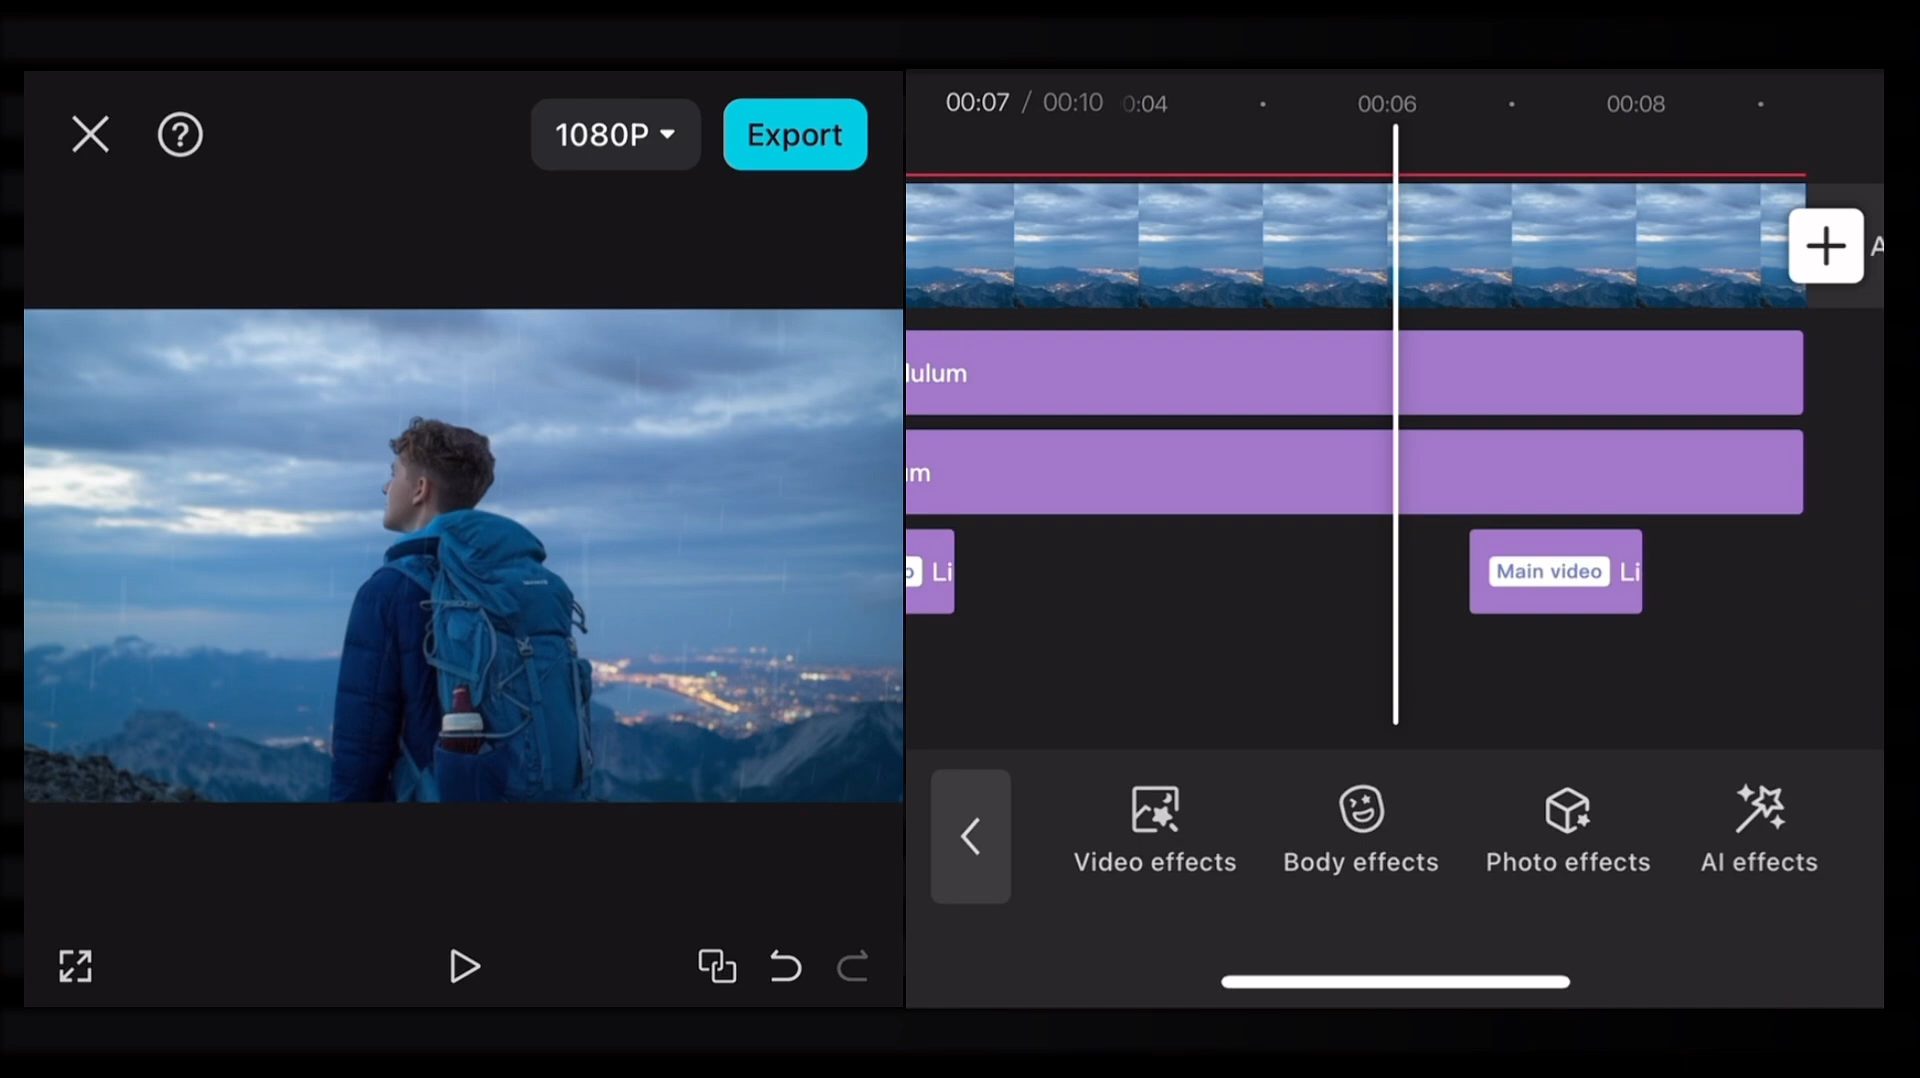 1080P
Export
00:07 / 00:10
0:04
00:06
00:08
A
lulum
um
o Li
Main video Li
Video effects
Body effects
Photo effects
AI effects